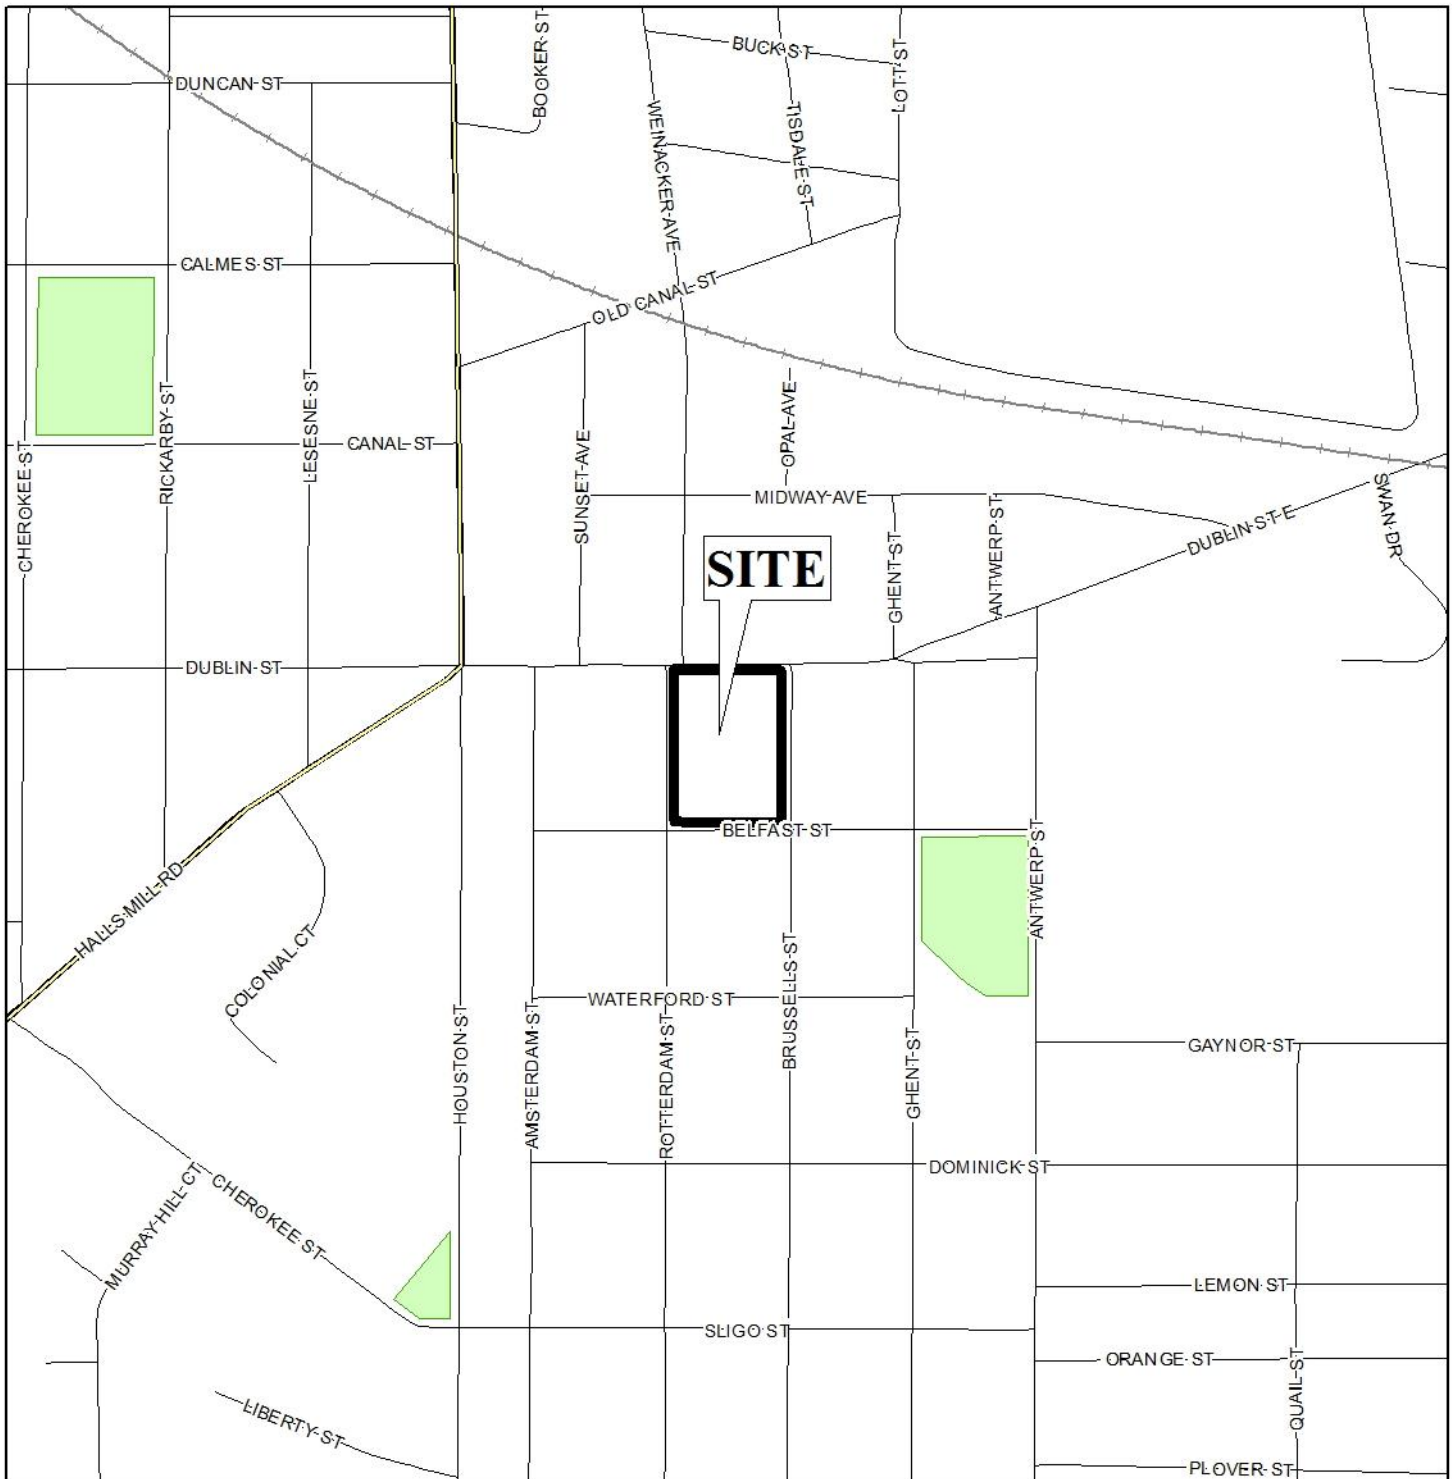 BOOKER ST
BUCK ST
LOTT ST
DUNCAN ST
WEINACKER AVE
TISDALE ST
CALMES ST
OLD CANAL ST
RICKARBY ST
LESESNE ST
CANAL ST
CHEROKEE ST
SUNSET AVE
OPAL AVE
MIDWAY AVE
GHENT ST
ANTWERP ST
DUBLIN ST E
SWAN DR
SITE
DUBLIN ST
BELFAST ST
HALLS MILL RD
COLONIAL CT
ANTWERP ST
WATERFORD ST
HOUSTON ST
AMSTERDAM ST
ROTTERDAM ST
BRUSSELLS ST
GHENT ST
GAYNOR ST
DOMINICK ST
MURRAY HILL CT
CHEROKEE ST
LEMON ST
SLIGO ST
ORANGE ST
QUAIL ST
LIBERTY ST
PLOVER ST